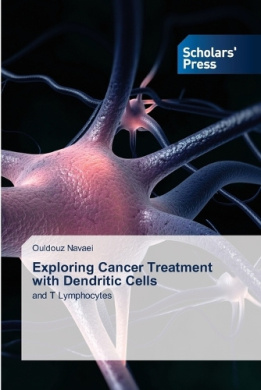 Scholars'
Press
Ouldouz Navaei
Exploring Cancer Treatment
with Dendritic Cells
and T Lymphocytes